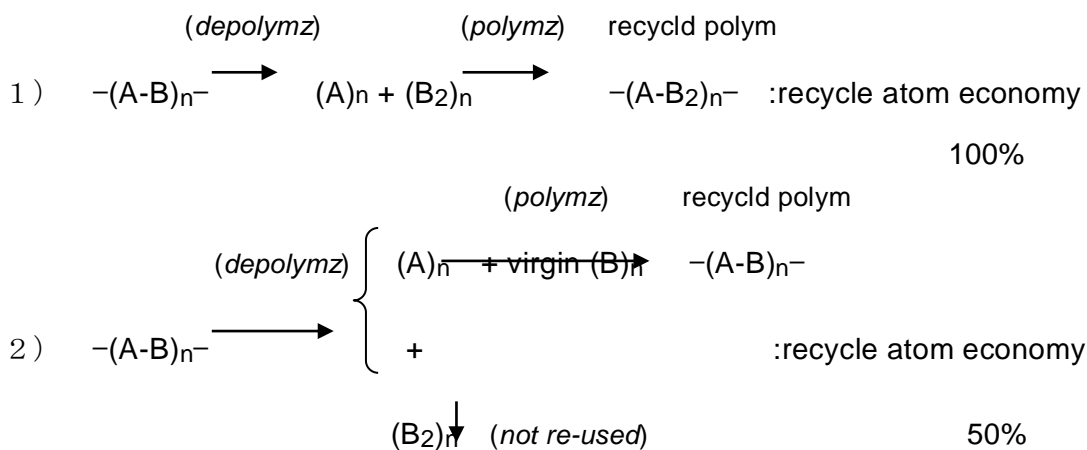 (depolymz) (polymz) recycld polym
1) −(A-B)n− (A)n + (B2)n −(A-B2)n− :recycle atom economy
100%
(polymz) recycld polym
(depolymz) (A)n + virgin (B)n −(A-B)n−
2) −(A-B)n− + :recycle atom economy
(B2)n (not re-used) 50%